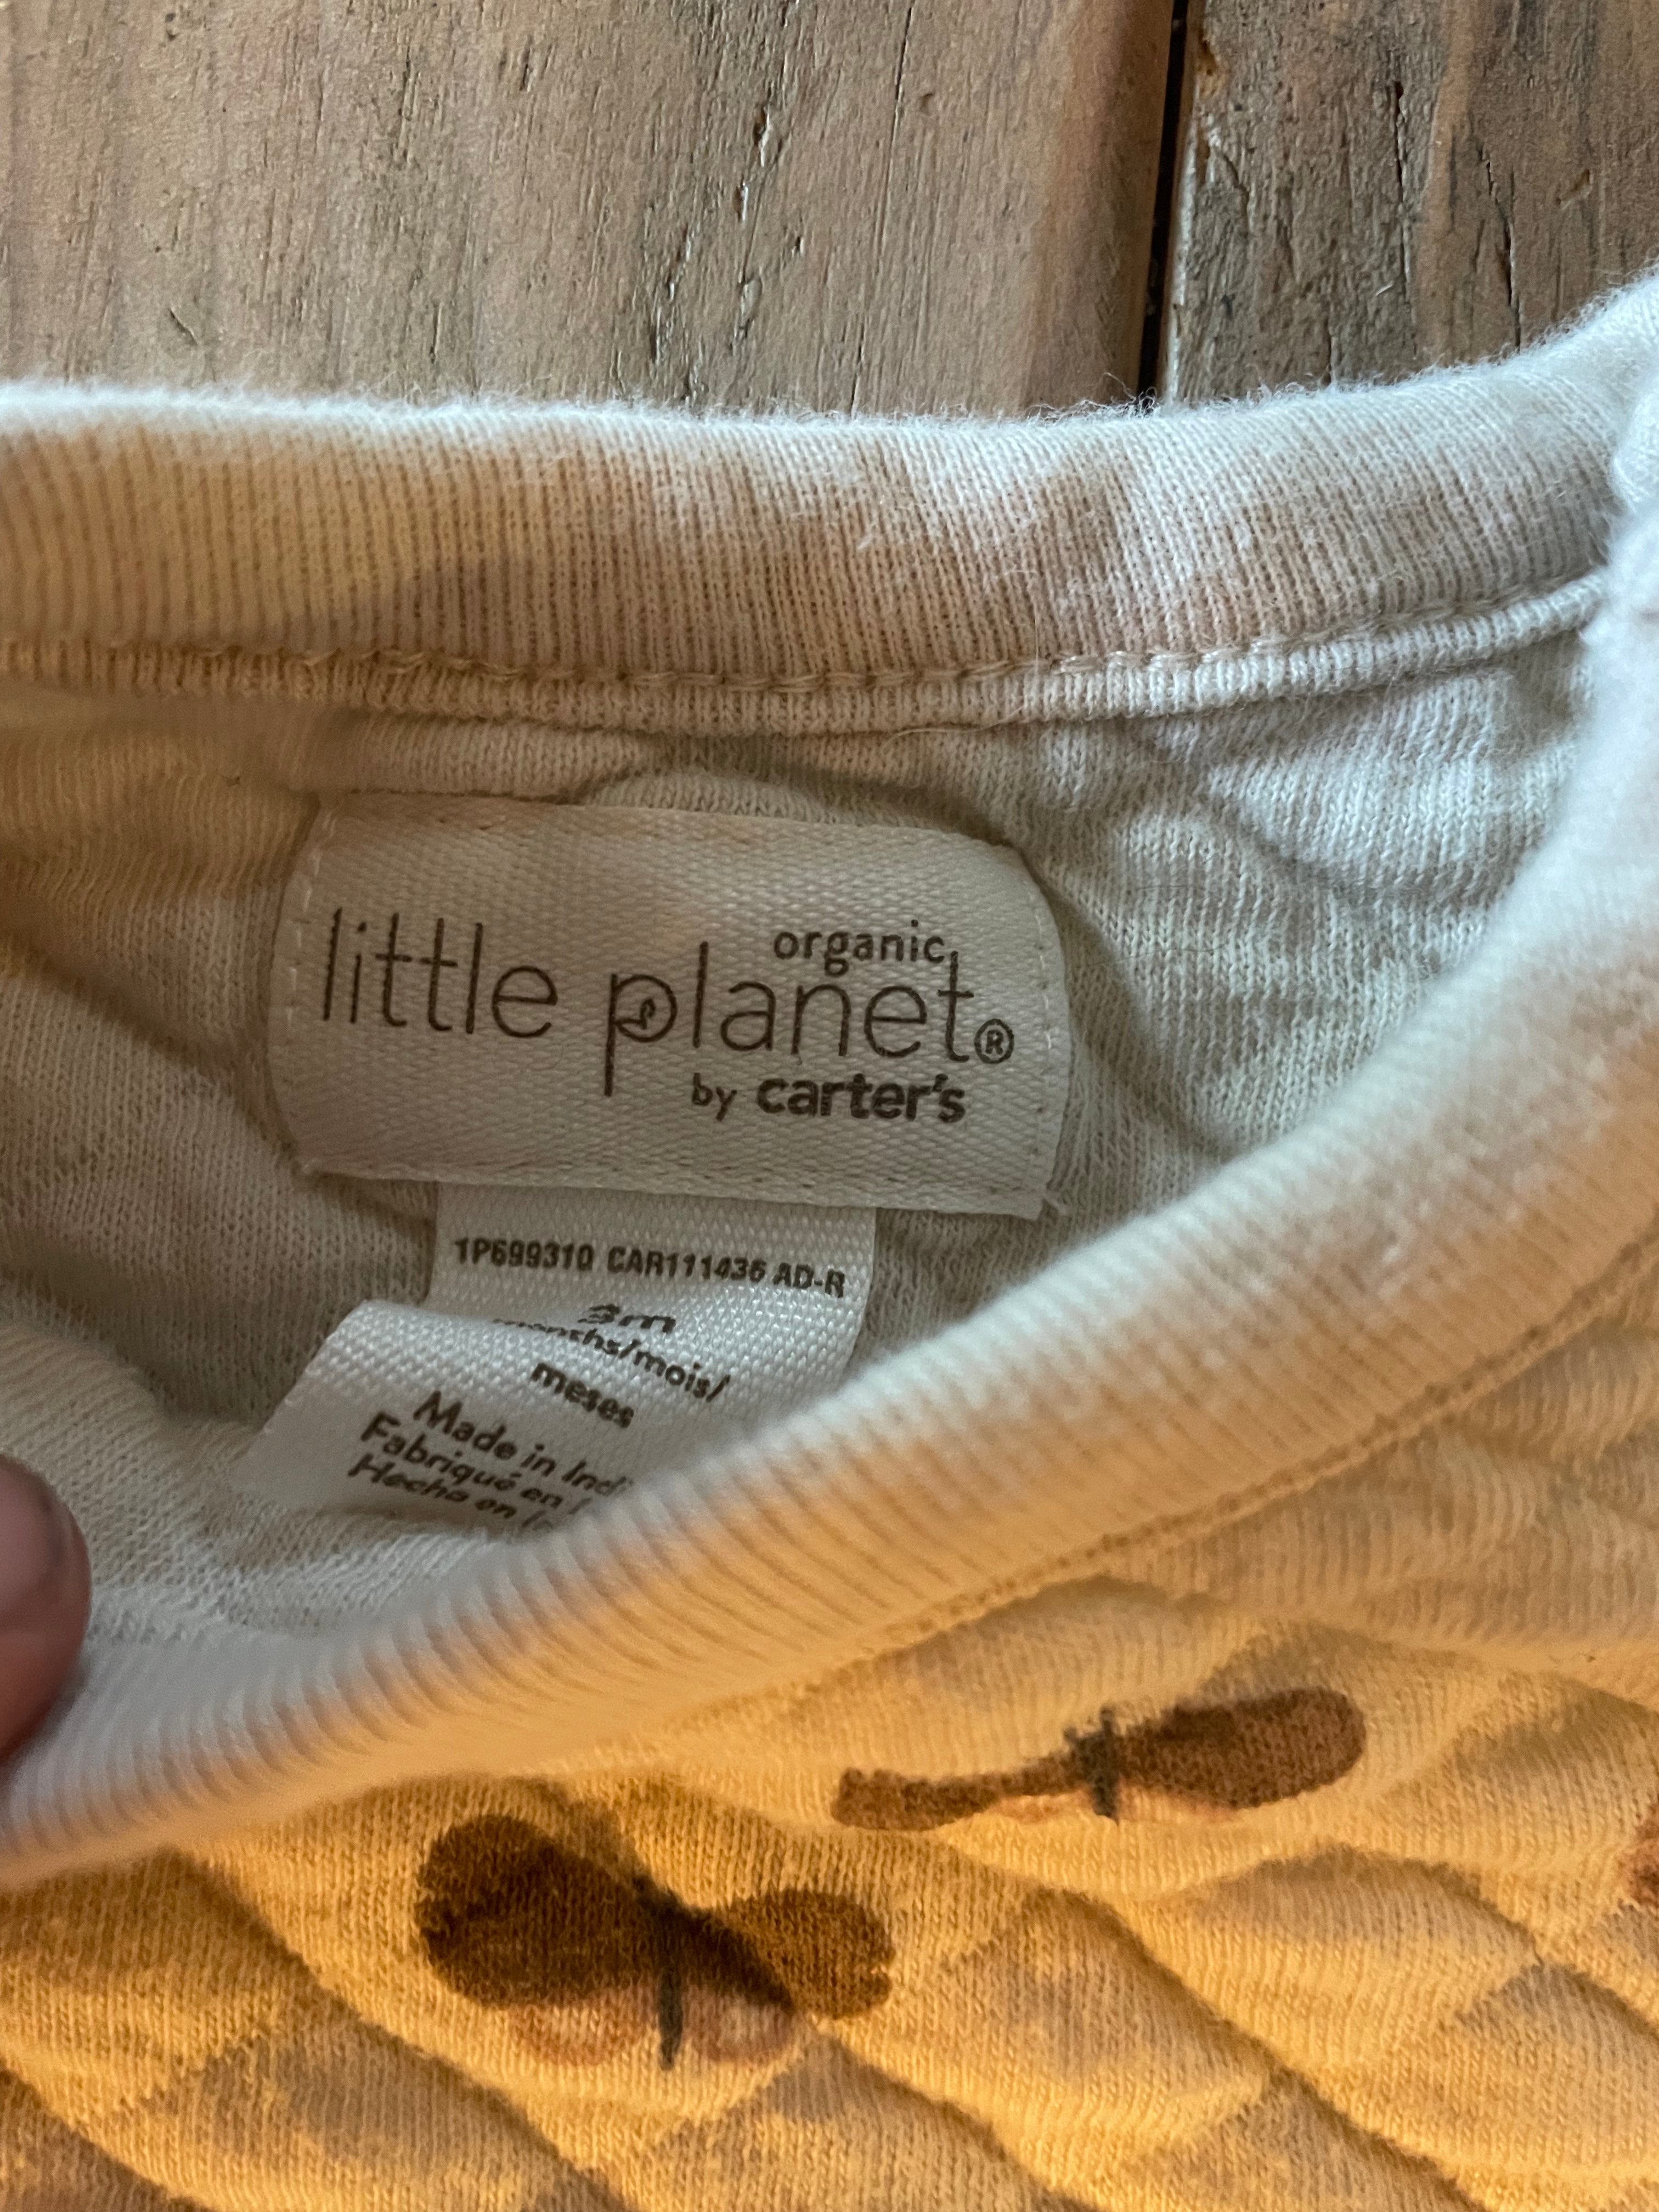 organic
little planet®
by carter's
1P699310 CAR111436 AD-R
3m
months/mois/
meses
Made in Indi
Fabriqué en I
Hecho en